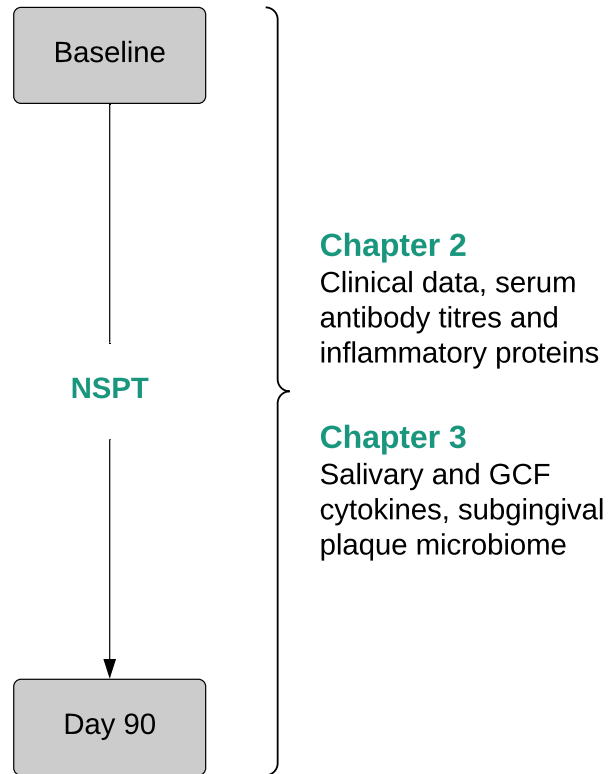 Baseline
NSPT
Day 90
Chapter 2
Clinical data, serum
antibody titres and
inflammatory proteins
Chapter 3
Salivary and GCF
cytokines, subgingival
plaque microbiome